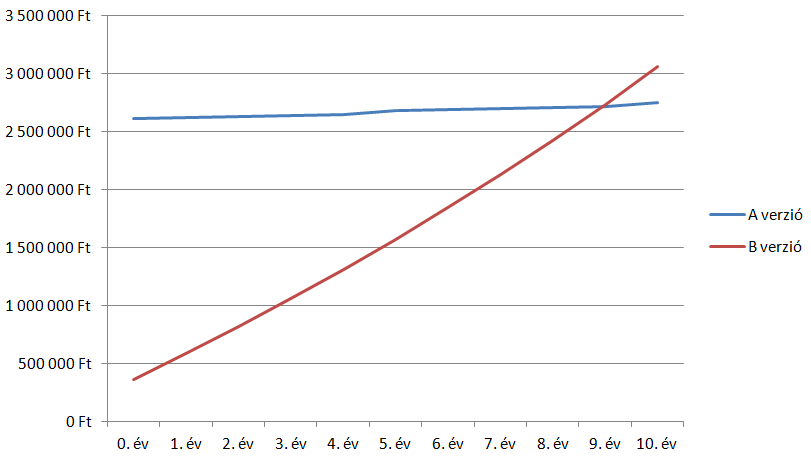 3 500 000 Ft
3 000 000 Ft
2 500 000 Ft
2 000 000 Ft
1 500 000 Ft
1 000 000 Ft
500 000 Ft
0 Ft
0. év 1. év 2. év 3. év 4. év 5. év 6. év 7. év 8. év 9. év 10. év
A verzió
B verzió